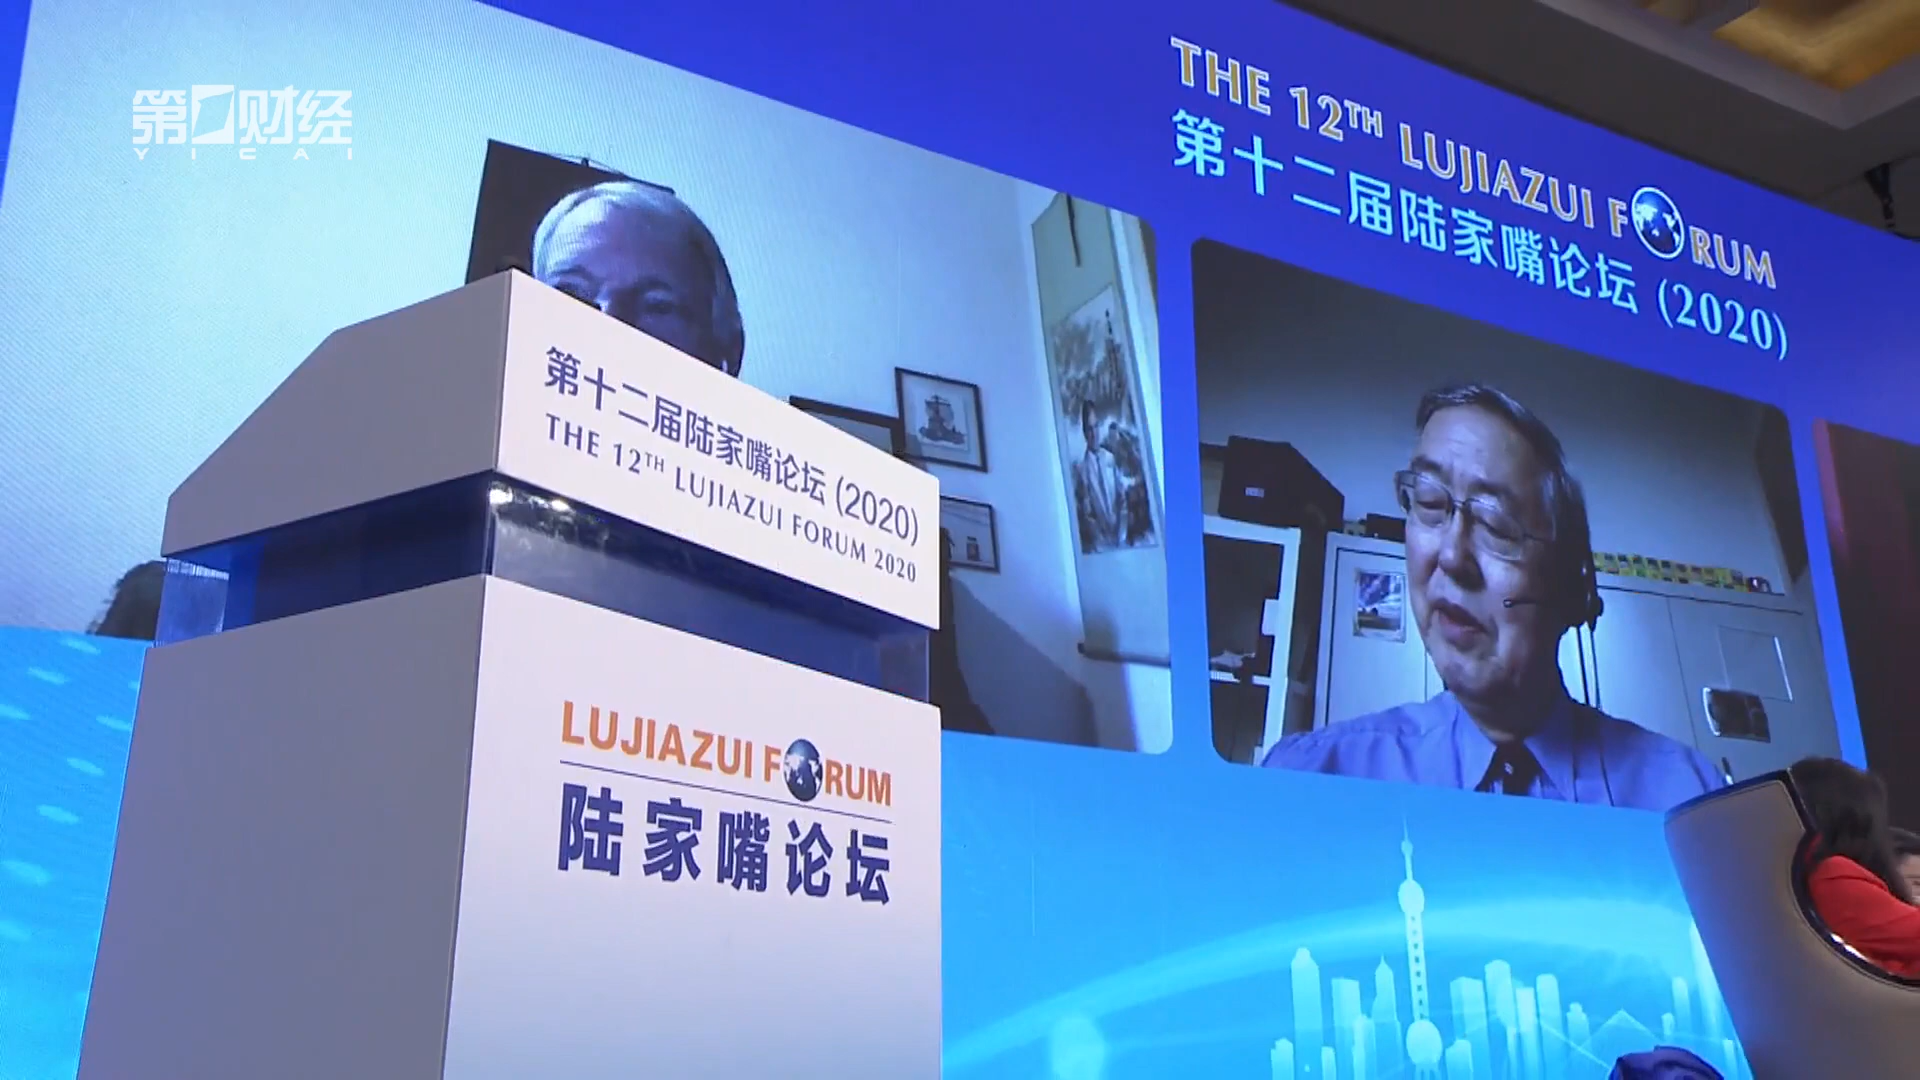 第一财经
YICAI
THE 12TH LUJIAZUI FORUM
第十二届陆家嘴论坛 (2020)
第十二届陆家嘴论坛 (2020)
THE 12TH LUJIAZUI FORUM 2020
LUJIAZUI FORUM
陆家嘴论坛